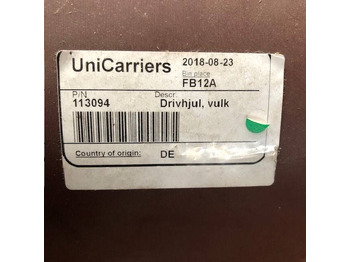 UniCarriers 2018-08-23
Bin place
FB12A
P/N Descr.
113094 Drivhjul, vulk
Country of origin: DE